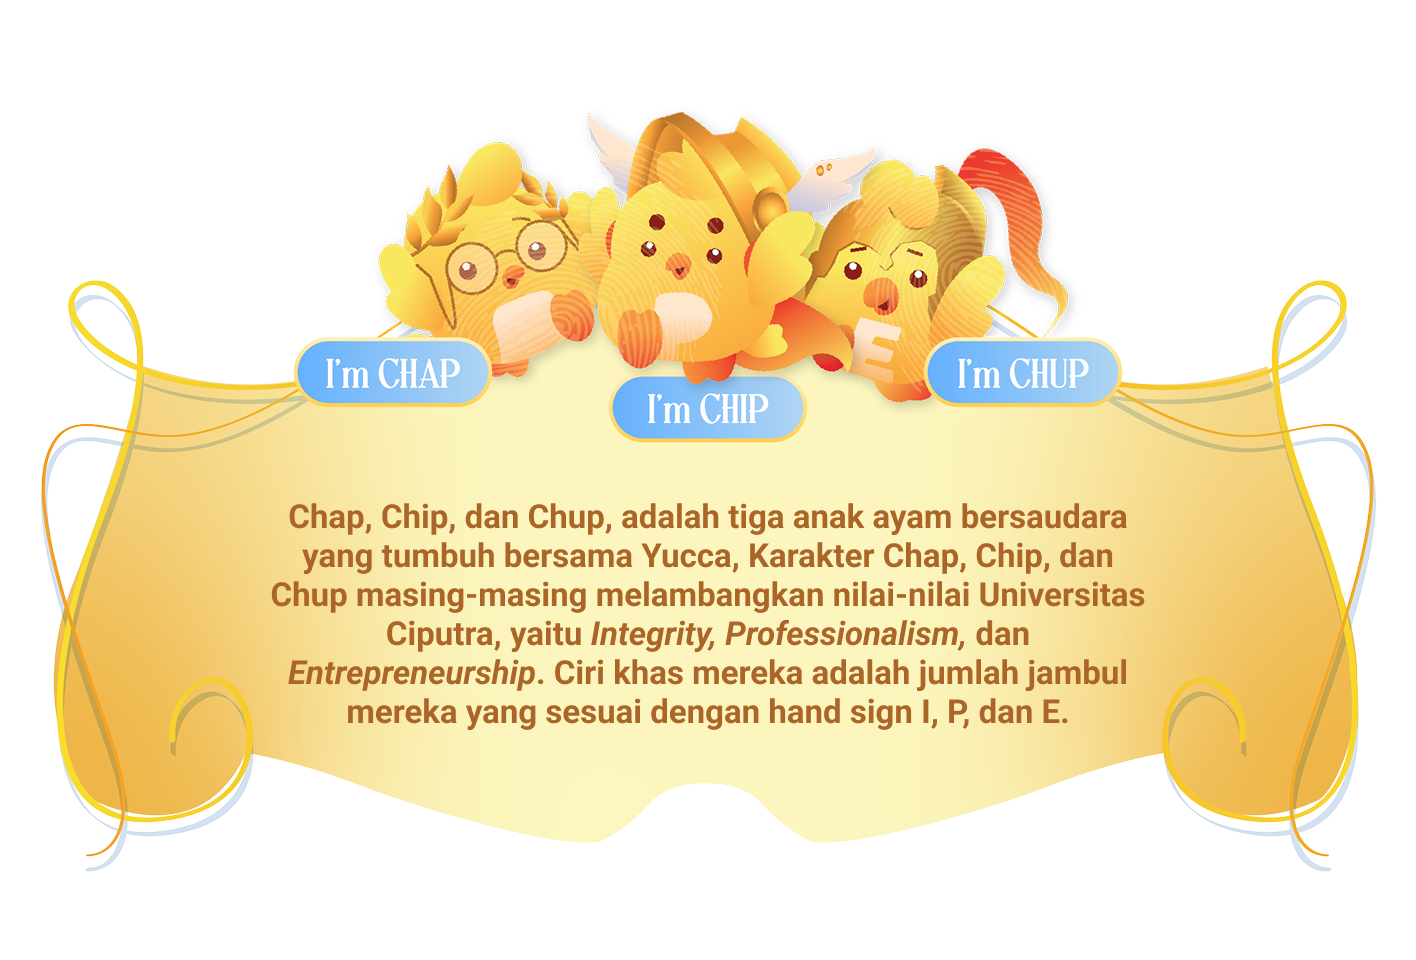 I'm CHAP
I'm CHIP
I'm CHUP
E
Chap, Chip, dan Chup, adalah tiga anak ayam bersaudara
yang tumbuh bersama Yucca, Karakter Chap, Chip, dan
Chup masing-masing melambangkan nilai-nilai Universitas
Ciputra, yaitu Integrity, Professionalism, dan
Entrepreneurship. Ciri khas mereka adalah jumlah jambul
mereka yang sesuai dengan hand sign I, P, dan E.